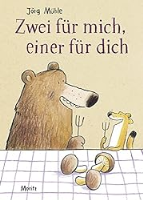 Jörg Mühle
Zwei für mich,
einer für dich
Moritz